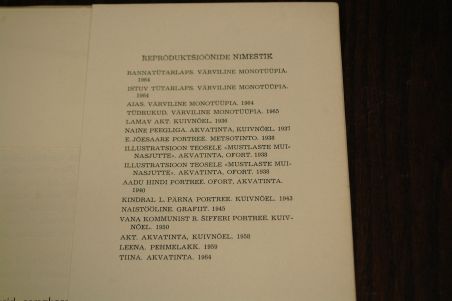 REPRODUKTSIOONIDE NIMESTIK
RANNATÜTARLAPS. VÄRVILINE MONOTÜÜPIA.
1964
ISTUV TÜTARLAPS. VÄRVILINE MONOTÜÜPIA.
1964
AIAS. VÄRVILINE MONOTÜÜPIA. 1964
TÜDRUKUD. VÄRVILINE MONOTÜÜPIA. 1965
LAMAV AKT. KUIVNÕEL. 1936
NAINE PEEGLIGA. AKVATINTA, KUIVNÕEL. 1937
E. JÕESAARE PORTREE. METSOTINTO. 1938
ILLUSTRATSIOON TEOSELE «MUSTLASTE MUI-
NASJUTTE». AKVATINTA, OFORT. 1938
ILLUSTRATSIOON TEOSELE «MUSTLASTE MUI-
NASJUTTE». AKVATINTA, OFORT. 1938
AADU HINDI PORTREE. OFORT, AKVATINTA.
1940
KINDRAL L. PÄRNA PORTREE. KUIVNÕEL. 1943
NAISTÖÖLINE. GRAFIIT. 1945
VANA KOMMUNIST R. ŠIFFERI PORTREE. KUIV-
NÕEL. 1950
AKT. AKVATINTA, KUIVNÕEL. 1958
LEENA. PEHMELAKK. 1959
TIINA. AKVATINTA. 1964